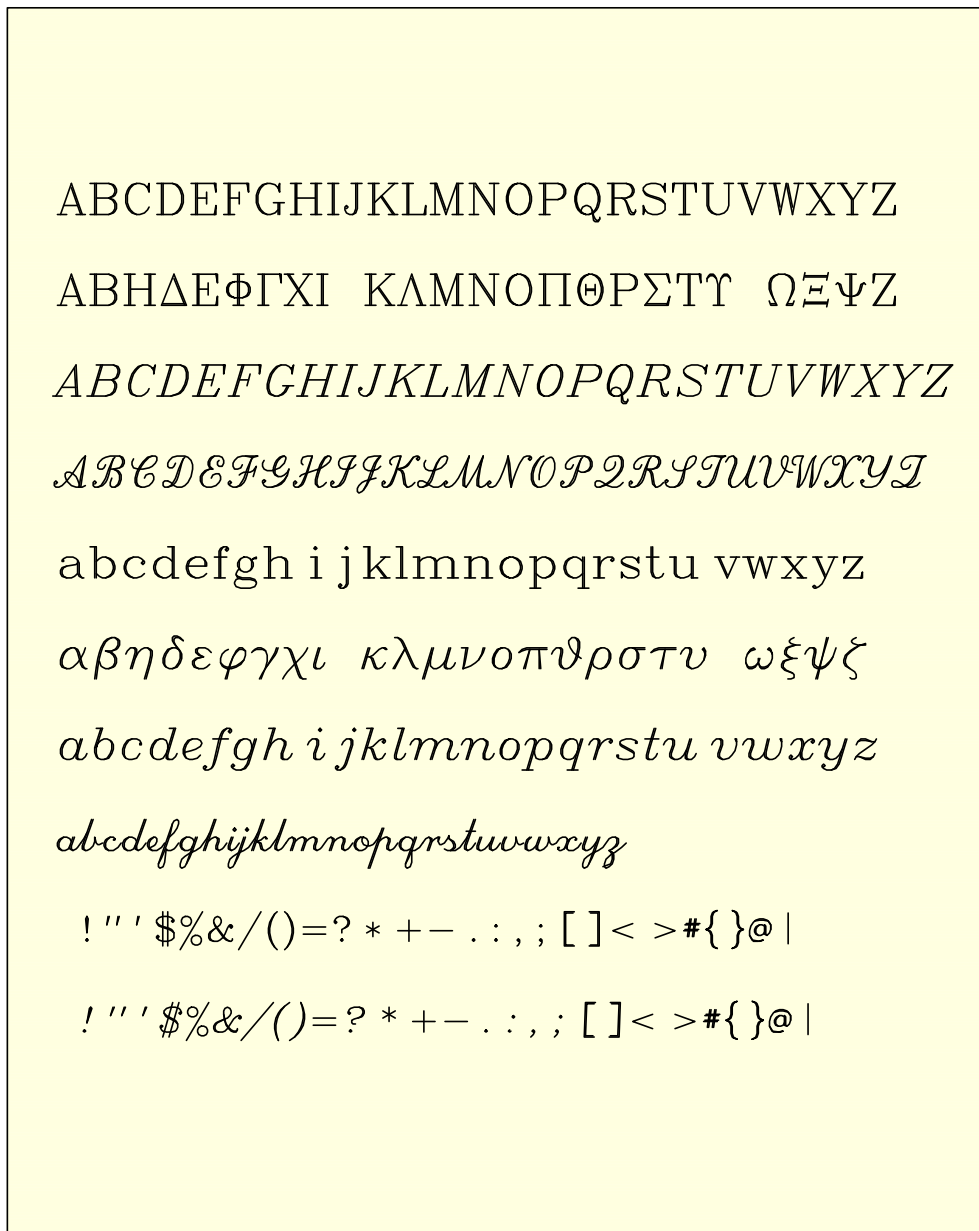 ABCDEFGHIJKLMNOPQRSTUVWXYZ
ΑΒΗΔΕΦΓΧΙ ΚΛΜΝΟΠΘΡΣΤϒ ΩΞΨΖ
ABCDEFGHIJKLMNOPQRSTUVWXYZ
ABCDEFGHIJKLMNOPQRSTUVWXYZ
abcdefgh i jklmnopqrstu vwxyz
αβηδεφγχι κλμνοπϑρστυ ωξψζ
abcdefgh i jklmnopqrstu vwxyz
abcdefghijklmnopqrstuvwxyz
! " ' $%&/()=? * +− . : , ; [ ]< >#{ }@ |
! " ' $%&/()=? * +− . : , ; [ ]< >#{ }@ |